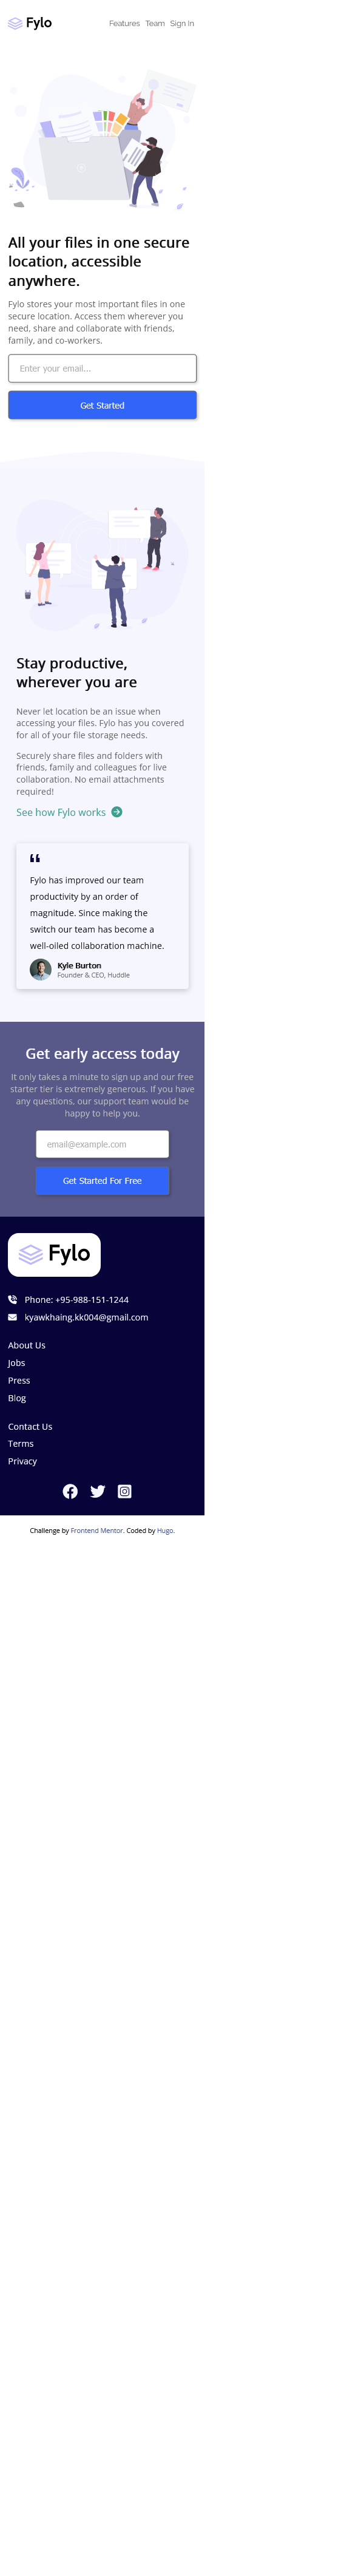 Fylo
Features Team Sign In
All your files in one secure
location, accessible
anywhere.
Fylo stores your most important files in one
secure location. Access them wherever you
need, share and collaborate with friends,
family, and co-workers.
Enter your email...
Get Started
Stay productive,
wherever you are
Never let location be an issue when
accessing your files. Fylo has you covered
for all of your file storage needs.
Securely share files and folders with
friends, family and colleagues for live
collaboration. No email attachments
required!
See how Fylo works
Fylo has improved our team
productivity by an order of
magnitude. Since making the
switch our team has become a
well-oiled collaboration machine.
Kyle Burton
Founder & CEO, Huddle
Get early access today
It only takes a minute to sign up and our free
starter tier is extremely generous. If you have
any questions, our support team would be
happy to help you.
email@example.com
Get Started For Free
Fylo
Phone: +95-988-151-1244
kyawkhaing.kk004@gmail.com
About Us
Jobs
Press
Blog
Contact Us
Terms
Privacy
Challenge by Frontend Mentor. Coded by Hugo.